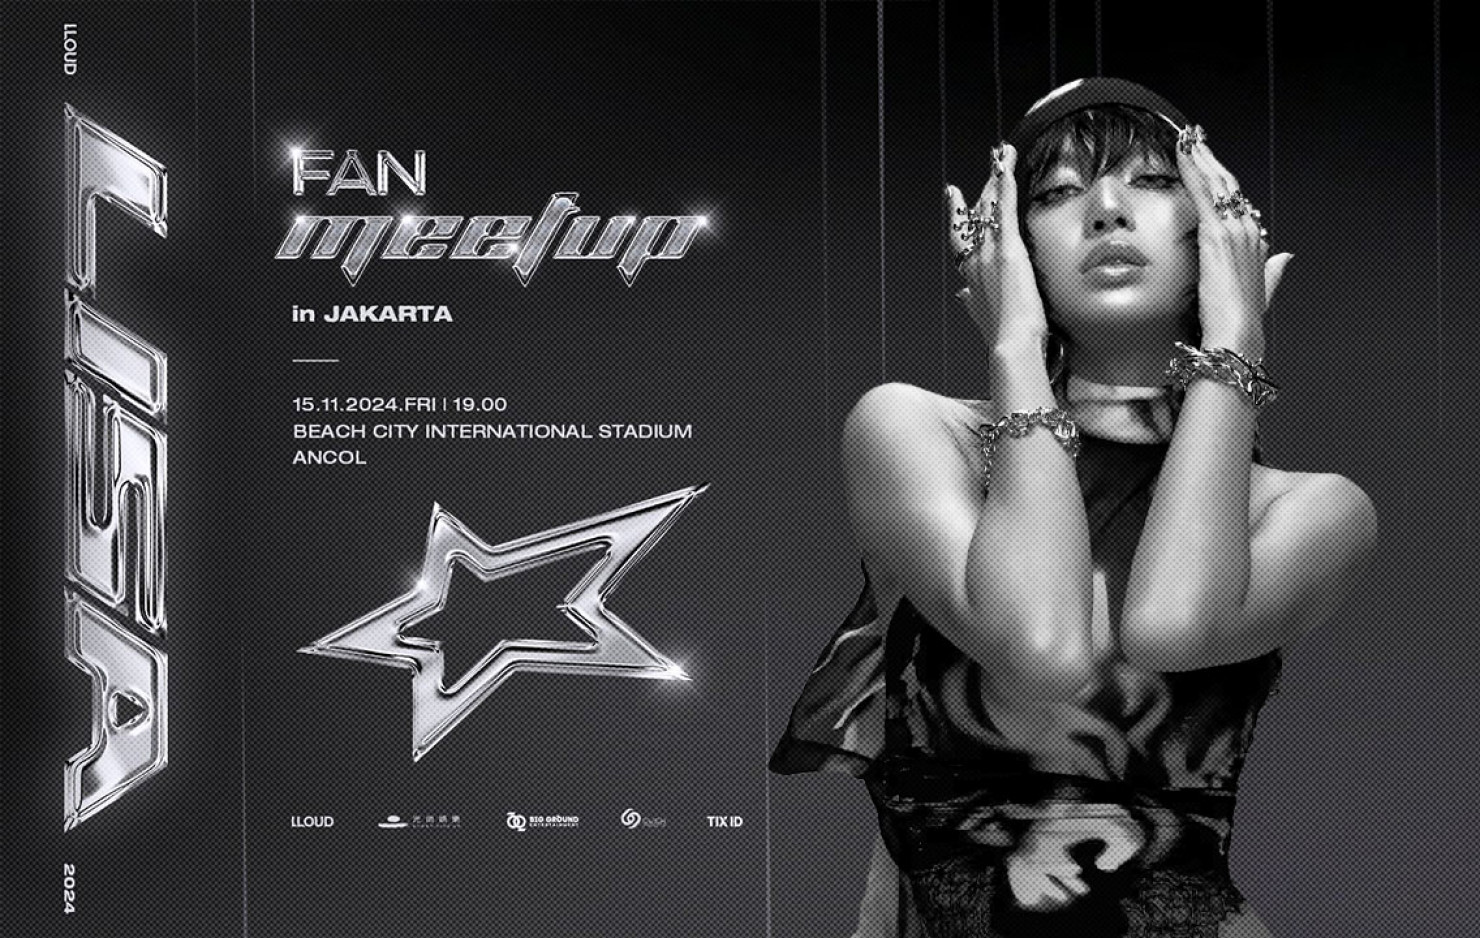 LLOUD
LISA
2024
FAN
meetup
in JAKARTA
15.11.2024.FRI | 19.00
BEACH CITY INTERNATIONAL STADIUM
ANCOL
LLOUD
BIG GROUND
ENTERTAINMENT
TIX ID